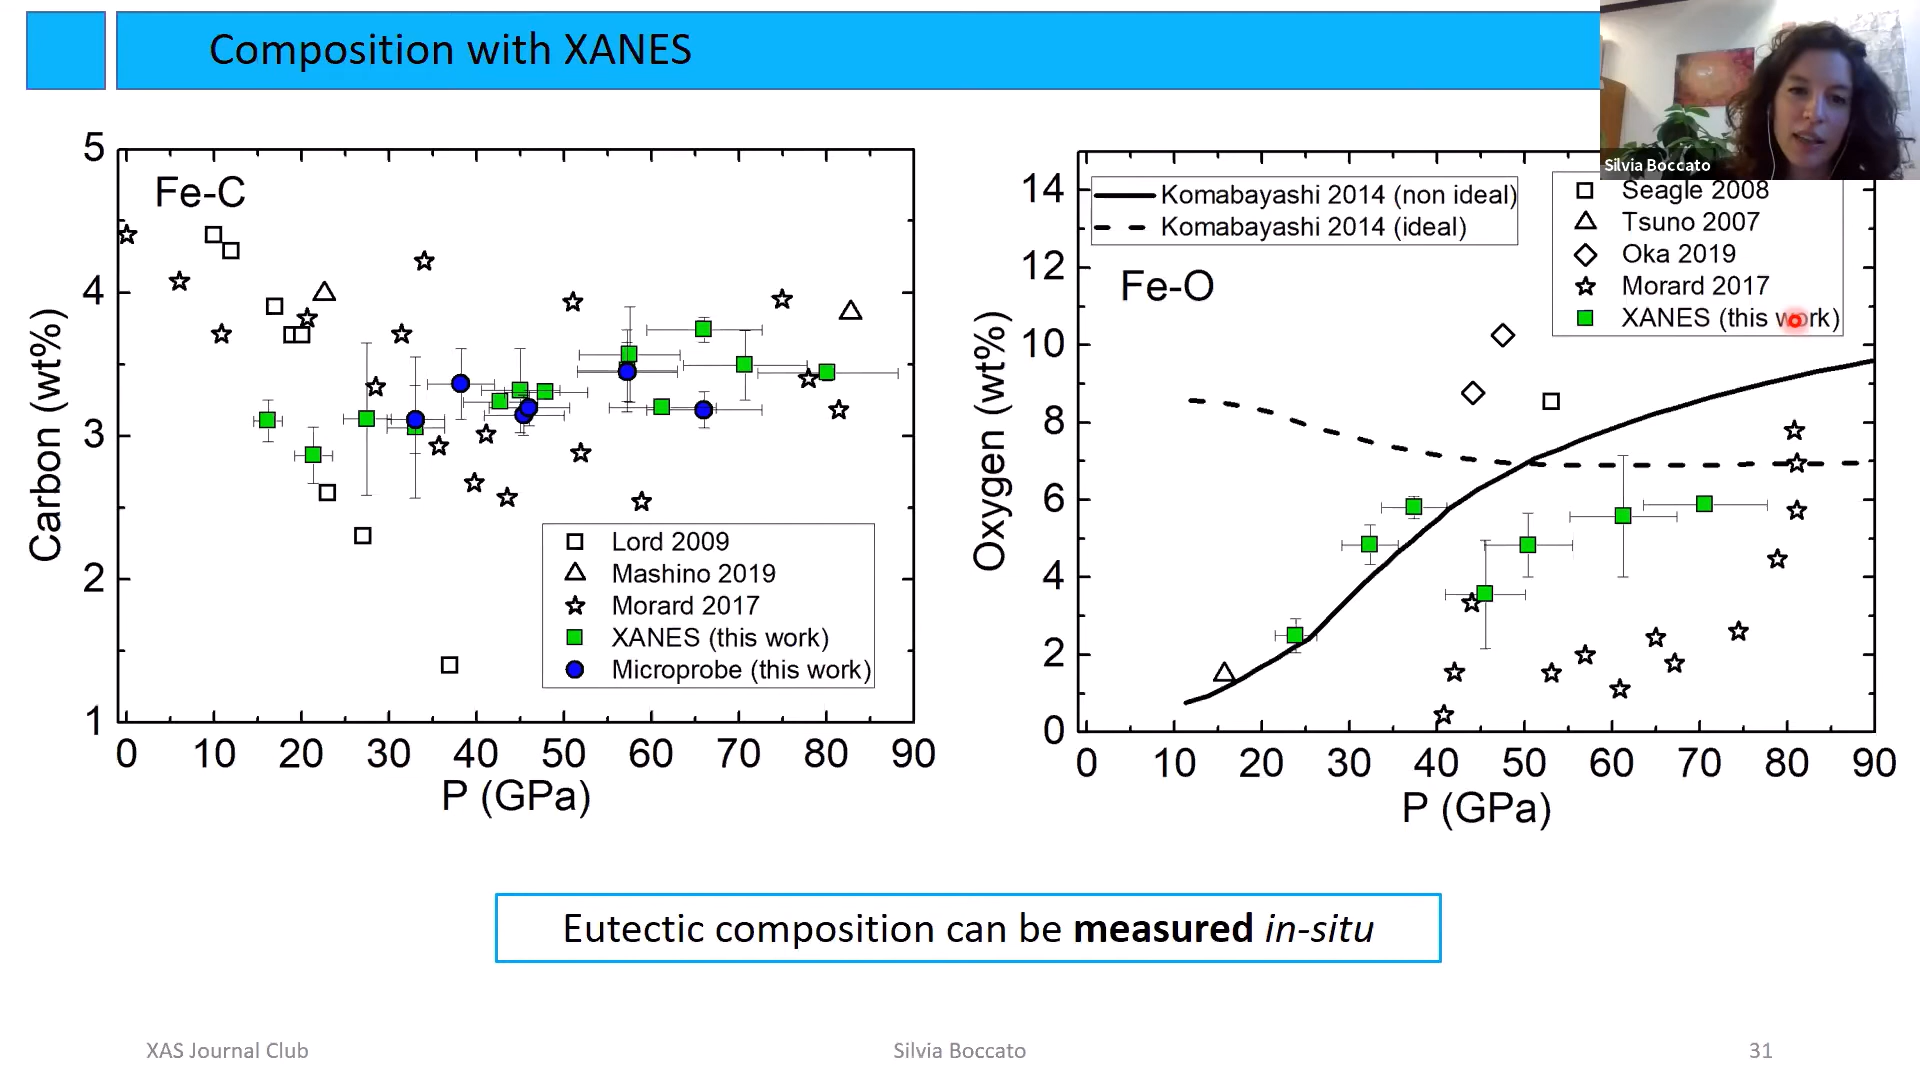 Composition with XANES
Silvia Boccato
Fe-C
Carbon (wt%)
5
4
3
2
1
0 10 20 30 40 50 60 70 80 90
P (GPa)
Lord 2009
Mashino 2019
Morard 2017
XANES (this work)
Microprobe (this work)
Fe-O
Oxygen (wt%)
14
12
10
8
6
4
2
0
0 10 20 30 40 50 60 70 80 90
P (GPa)
Komabayashi 2014 (non ideal)
Komabayashi 2014 (ideal)
Seagle 2008
Tsuno 2007
Oka 2019
Morard 2017
XANES (this work)
Eutectic composition can be measured in-situ
XAS Journal Club
Silvia Boccato
31